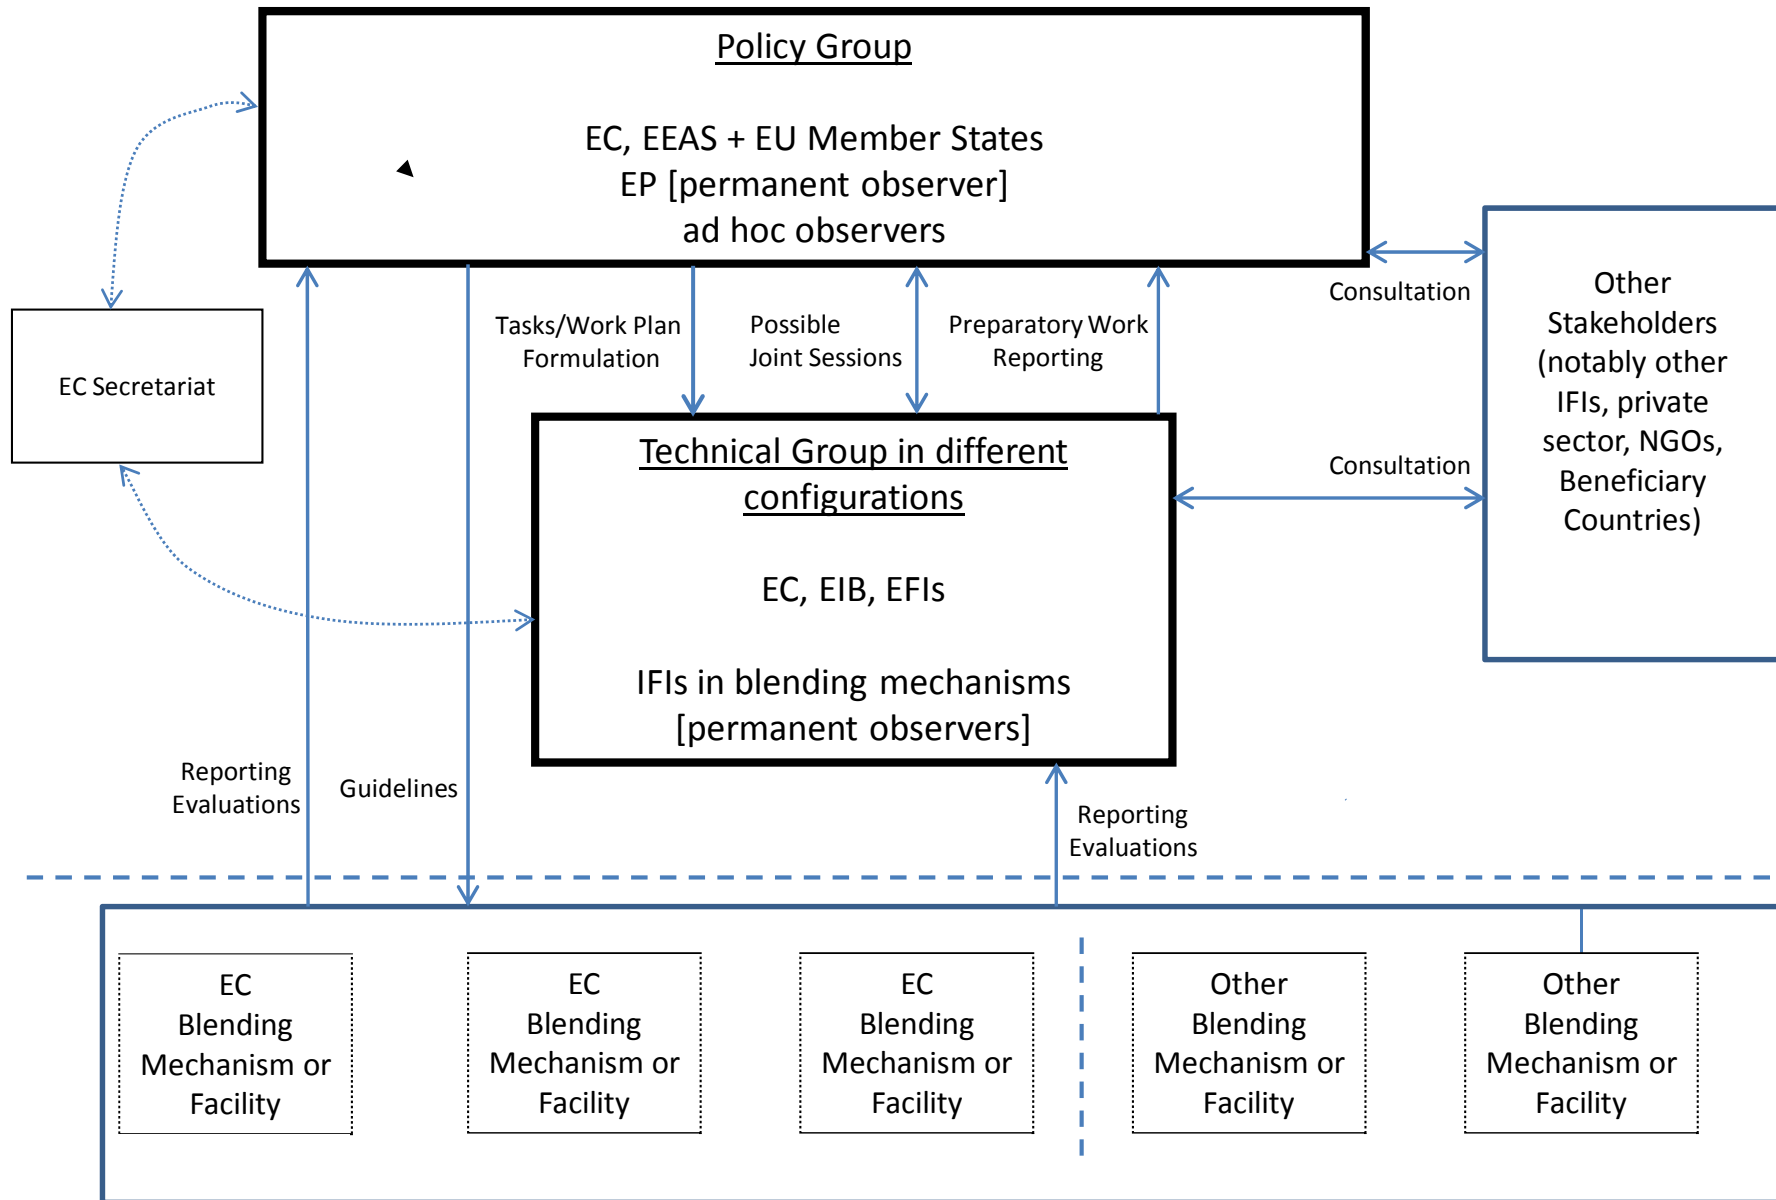 Policy Group
EC, EEAS + EU Member States
EP [permanent observer]
ad hoc observers
Consultation
Other
Stakeholders
(notably other
IFIs, private
sector, NGOs,
Beneficiary
Countries)
Tasks/Work Plan
Formulation
Possible
Joint Sessions
Preparatory Work
Reporting
EC Secretariat
Technical Group in different
configurations
EC, EIB, EFIs
IFIs in blending mechanisms
[permanent observers]
Consultation
Reporting
Evaluations
Guidelines
Reporting
Evaluations
EC
Blending
Mechanism or
Facility
EC
Blending
Mechanism or
Facility
EC
Blending
Mechanism or
Facility
Other
Blending
Mechanism or
Facility
Other
Blending
Mechanism or
Facility